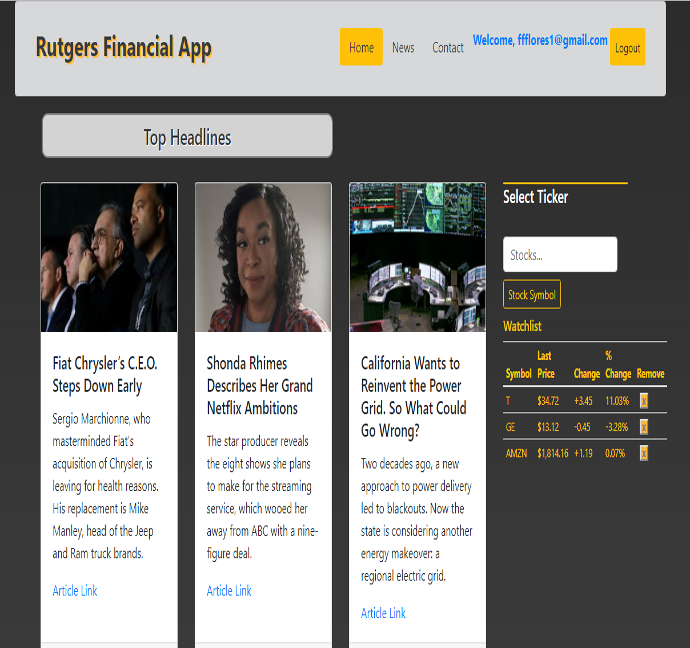 Rutgers Financial App
Home News Contact Welcome, ffflores1@gmail.com Logout
Top Headlines
Fiat Chrysler's C.E.O.
Steps Down Early
Sergio Marchionne, who
masterminded Fiat's
acquisition of Chrysler, is
leaving for health reasons.
His replacement is Mike
Manley, head of the Jeep
and Ram truck brands.
Article Link
Shonda Rhimes
Describes Her Grand
Netflix Ambitions
The star producer reveals
the eight shows she plans
to make for the streaming
service, which wooed her
away from ABC with a nine-
figure deal.
Article Link
California Wants to
Reinvent the Power
Grid. So What Could
Go Wrong?
Two decades ago, a new
approach to power delivery
led to blackouts. Now the
state is considering another
energy makeover: a
regional electric grid.
Article Link
Select Ticker
Stocks...
Stock Symbol
Watchlist
Symbol Last Price Change % Change Remove
T $34.72 +3.45 11.03% x
GE $13.12 -0.45 -3.28% x
AMZN $1,814.16 +1.19 0.07% x